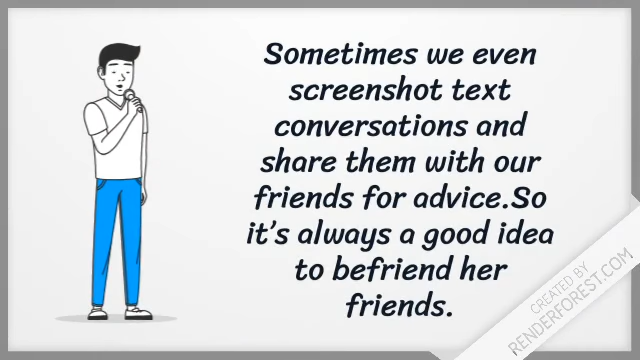 Sometimes we even
screenshot text
conversations and
share them with our
friends for advice.So
it's always a good idea
to befriend her
friends.
CREATED BY
RENDERFOREST.COM